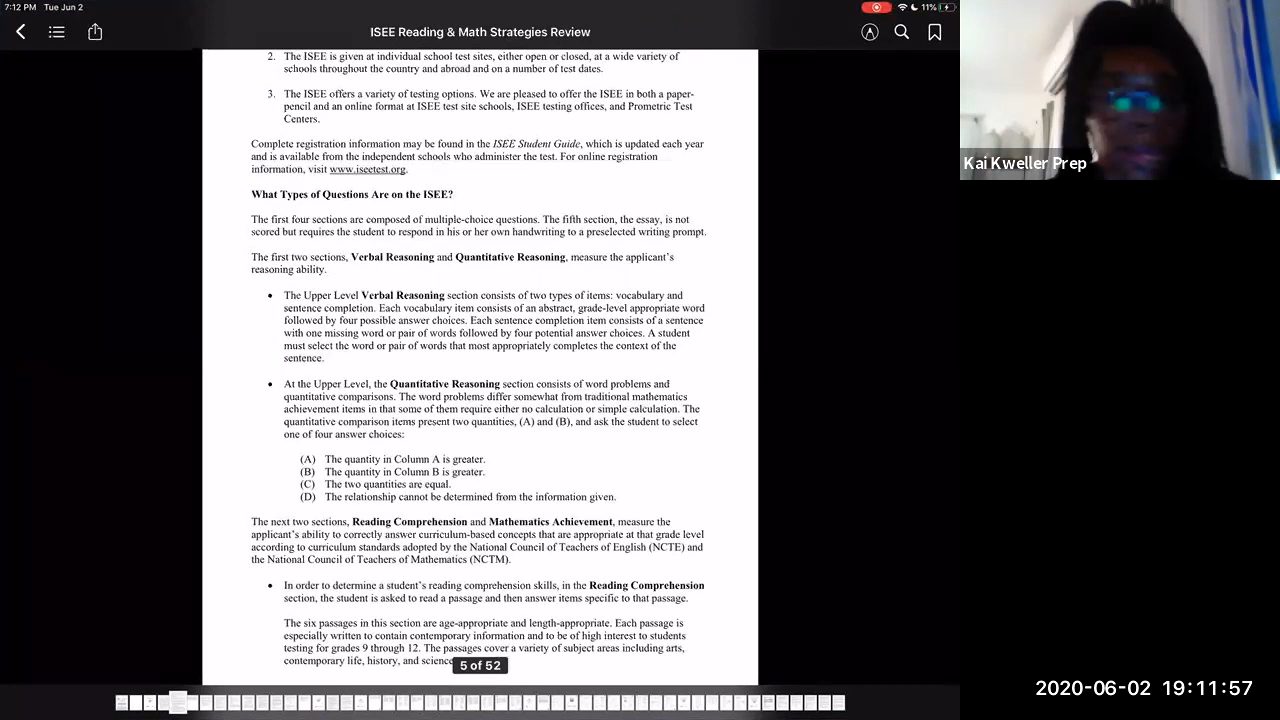 7:12 PM Tue Jun 2
11%
ISEE Reading & Math Strategies Review
2. The ISEE is given at individual school test sites, either open or closed, at a wide variety of
schools throughout the country and abroad and on a number of test dates.
3. The ISEE offers a variety of testing options. We are pleased to offer the ISEE in both a paper-
pencil and an online format at ISEE test site schools, ISEE testing offices, and Prometric Test
Centers.
Complete registration information may be found in the ISEE Student Guide, which is updated each year
and is available from the independent schools who administer the test. For online registration
information, visit www.iseetest.org.
What Types of Questions Are on the ISEE?
The first four sections are composed of multiple-choice questions. The fifth section, the essay, is not
scored but requires the student to respond in his or her own handwriting to a preselected writing prompt.
The first two sections, Verbal Reasoning and Quantitative Reasoning, measure the applicant's
reasoning ability.
• The Upper Level Verbal Reasoning section consists of two types of items: vocabulary and
sentence completion. Each vocabulary item consists of an abstract, grade-level appropriate word
followed by four possible answer choices. Each sentence completion item consists of a sentence
with one missing word or pair of words followed by four potential answer choices. A student
must select the word or pair of words that most appropriately completes the context of the
sentence.
• At the Upper Level, the Quantitative Reasoning section consists of word problems and
quantitative comparisons. The word problems differ somewhat from traditional mathematics
achievement items in that some of them require either no calculation or simple calculation. The
quantitative comparison items present two quantities, (A) and (B), and ask the student to select
one of four answer choices:
(A) The quantity in Column A is greater.
(B) The quantity in Column B is greater.
(C) The two quantities are equal.
(D) The relationship cannot be determined from the information given.
The next two sections, Reading Comprehension and Mathematics Achievement, measure the
applicant's ability to correctly answer curriculum-based concepts that are appropriate at that grade level
according to curriculum standards adopted by the National Council of Teachers of English (NCTE) and
the National Council of Teachers of Mathematics (NCTM).
• In order to determine a student's reading comprehension skills, in the Reading Comprehension
section, the student is asked to read a passage and then answer items specific to that passage.
The six passages in this section are age-appropriate and length-appropriate. Each passage is
especially written to contain contemporary information and to be of high interest to students
testing for grades 9 through 12. The passages cover a variety of subject areas including arts,
contemporary life, history, and science
5 of 52
Kai Kweller Prep
2020-06-02 19:11:57